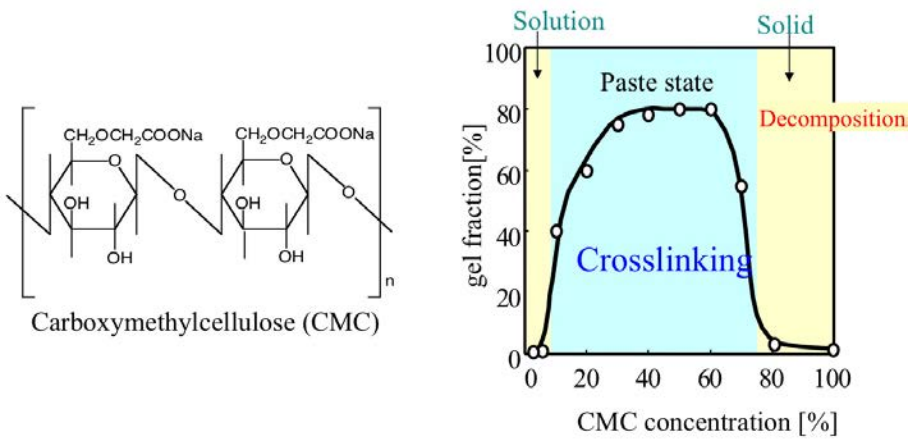 CH₂OCH₂COONa
CH₂OCH₂COONa
O
O
O
O
OH
OH
OH
OH
n
Carboxymethylcellulose (CMC)
Solution
Solid
Paste state
Decomposition
Crosslinking
gel fraction[%]
100
80
60
40
20
0
0 20 40 60 80 100
CMC concentration [%]